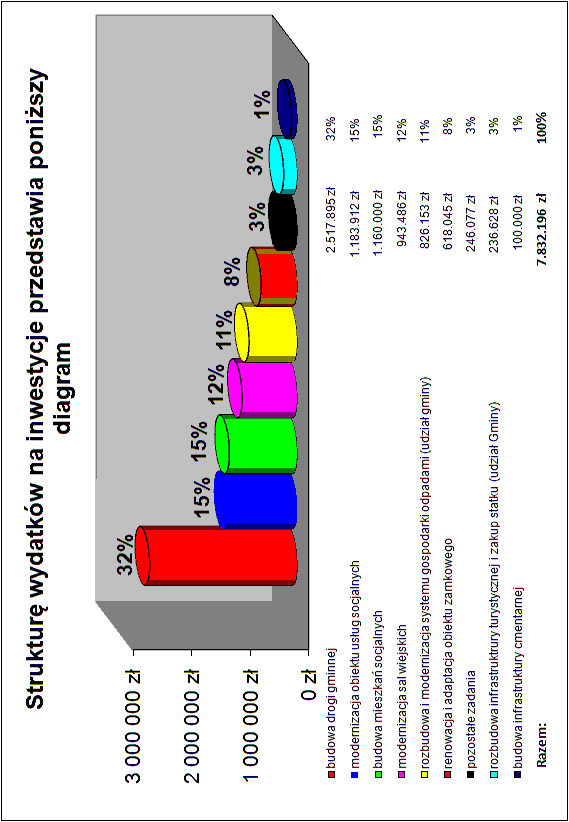 Strukturę wydatków na inwestycje przedstawia poniższy
diagram
3 000 000 zł
2 000 000 zł
1 000 000 zł
0 zł
32%
15%
15%
12%
11%
8%
3%
3%
1%
budowa drogi gminnej 2.517.895 zł 32%
modernizacja obiektu usług socjalnych 1.183.912 zł 15%
budowa mieszkań socjalnych 1.160.000 zł 15%
modernizacja sal wiejskich 943.486 zł 12%
rozbudowa i modernizacja systemu gospodarki odpadami (udział gminy) 826.153 zł 11%
renowacja i adaptacja obiektu zamkowego 618.045 zł 8%
pozostałe zadania 246.077 zł 3%
rozbudowa infrastruktury turystycznej i zakup statku (udział Gminy) 236.628 zł 3%
budowa infrastruktury cmentarnej 100.000 zł 1%
Razem: 7.832.196 zł 100%